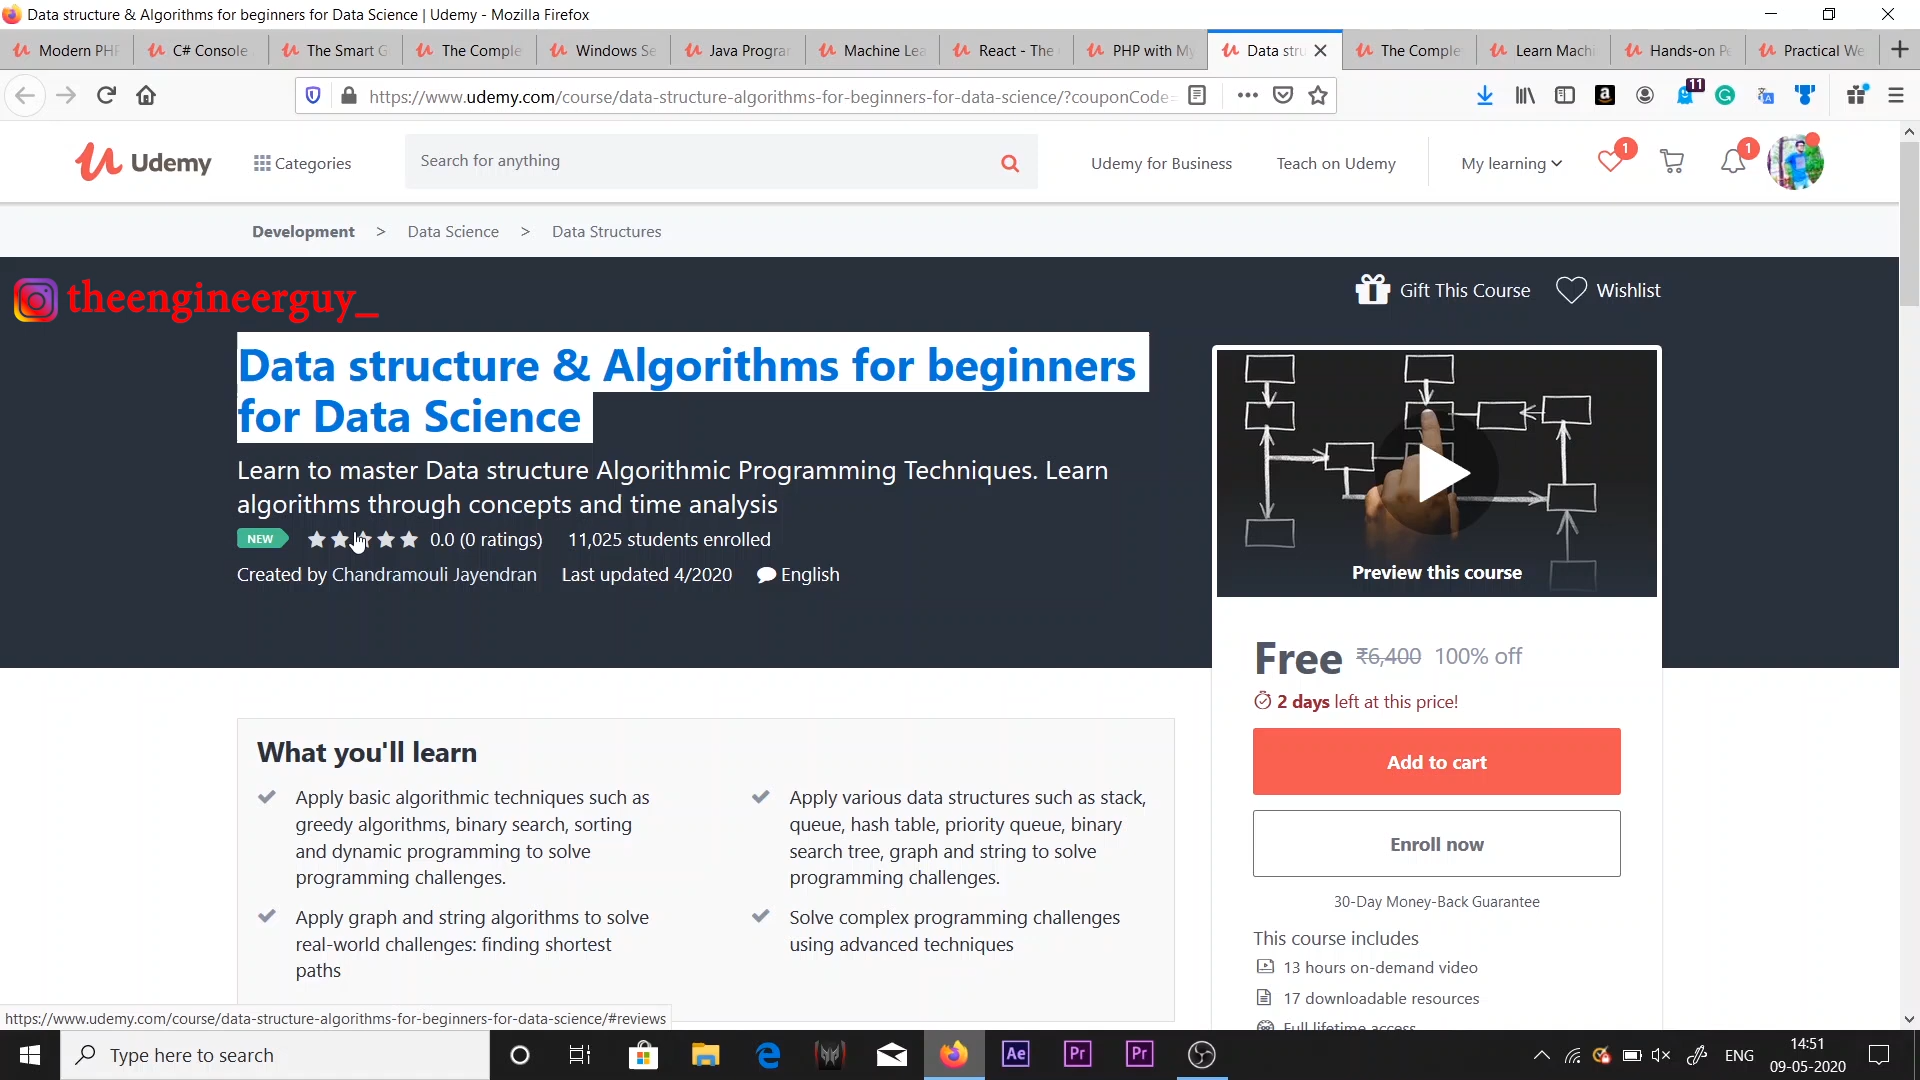 Data structure & Algorithms for beginners for Data Science | Udemy - Mozilla Firefox
Modern PHP C# Console The Smart G The Comple Windows Se Java Progra Machine Lea React - The PHP with My Data stru The Comple Learn Machi Hands-on Pe Practical We
https://www.udemy.com/course/data-structure-algorithms-for-beginners-for-data-science/?couponCode= 11
Udemy Categories Search for anything Udemy for Business Teach on Udemy My learning 1 1
Development > Data Science > Data Structures
theengineerguy_
Gift This Course Wishlist
Data structure & Algorithms for beginners
for Data Science
Learn to master Data structure Algorithmic Programming Techniques. Learn
algorithms through concepts and time analysis
NEW 0.0 (0 ratings) 11,025 students enrolled
Created by Chandramouli Jayendran Last updated 4/2020 English
Preview this course
Free ₹6,400 100% off
2 days left at this price!
Add to cart
Enroll now
30-Day Money-Back Guarantee
This course includes
13 hours on-demand video
17 downloadable resources
Full lifetime access
What you'll learn
Apply basic algorithmic techniques such as
greedy algorithms, binary search, sorting
and dynamic programming to solve
programming challenges.
Apply various data structures such as stack,
queue, hash table, priority queue, binary
search tree, graph and string to solve
programming challenges.
Apply graph and string algorithms to solve
real-world challenges: finding shortest
paths
Solve complex programming challenges
using advanced techniques
https://www.udemy.com/course/data-structure-algorithms-for-beginners-for-data-science/#reviews
Type here to search Ae Pr Pr ENG 14:51
09-05-2020